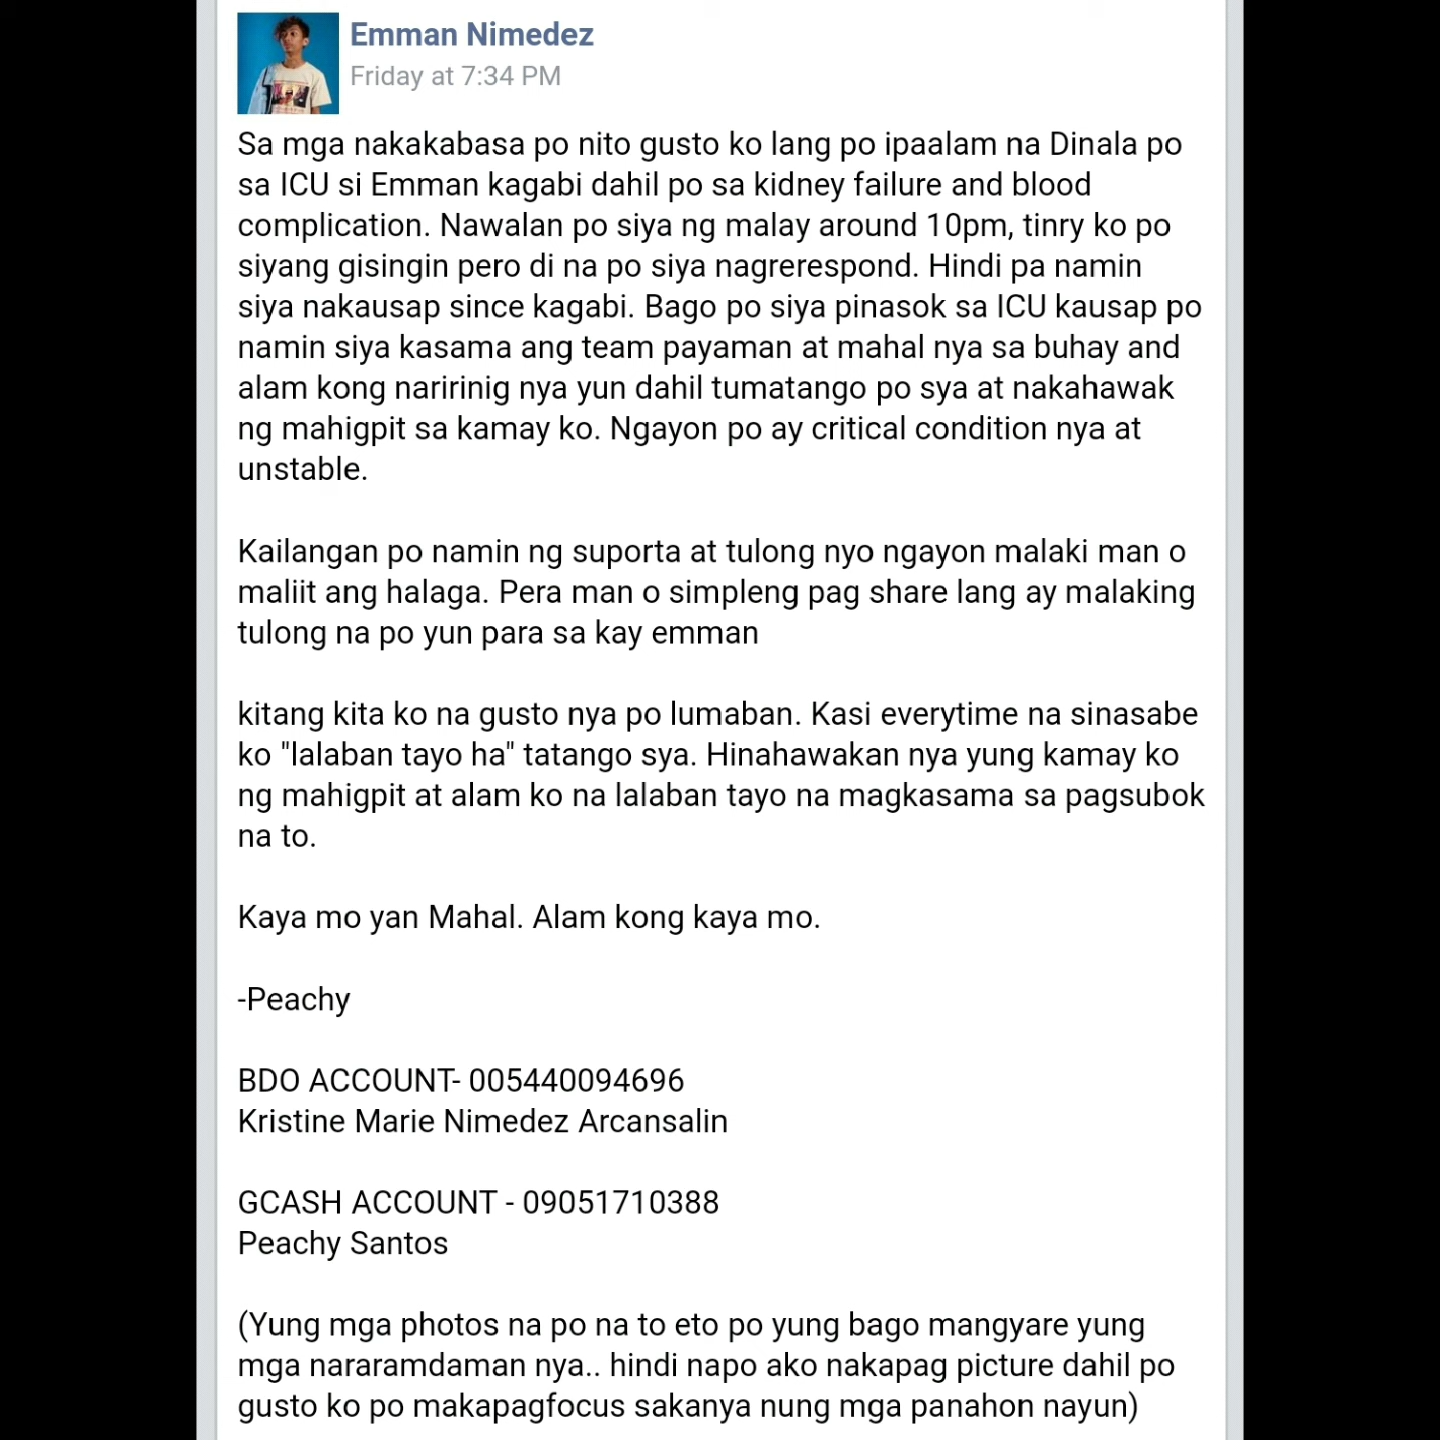 Emman Nimedez
Friday at 7:34 PM
Sa mga nakakabasa po nito gusto ko lang po ipaalam na Dinala po
sa ICU si Emman kagabi dahil po sa kidney failure and blood
complication. Nawalan po siya ng malay around 10pm, tinry ko po
siyang gisingin pero di na po siya nagrerespond. Hindi pa namin
siya nakausap since kagabi. Bago po siya pinasok sa ICU kausap po
namin siya kasama ang team payaman at mahal nya sa buhay and
alam kong naririnig nya yun dahil tumatango po sya at nakahawak
ng mahigpit sa kamay ko. Ngayon po ay critical condition nya at
unstable.
Kailangan po namin ng suporta at tulong nyo ngayon malaki man o
maliit ang halaga. Pera man o simpleng pag share lang ay malaking
tulong na po yun para sa kay emman
kitang kita ko na gusto nya po lumaban. Kasi everytime na sinasabe
ko "lalaban tayo ha" tatango sya. Hinahawakan nya yung kamay ko
ng mahigpit at alam ko na lalaban tayo na magkasama sa pagsubok
na to.
Kaya mo yan Mahal. Alam kong kaya mo.
-Peachy
BDO ACCOUNT- 005440094696
Kristine Marie Nimedez Arcansalin
GCASH ACCOUNT - 09051710388
Peachy Santos
(Yung mga photos na po na to eto po yung bago mangyare yung
mga nararamdaman nya.. hindi napo ako nakapag picture dahil po
gusto ko po makapagfocus sakanya nung mga panahon nayun)